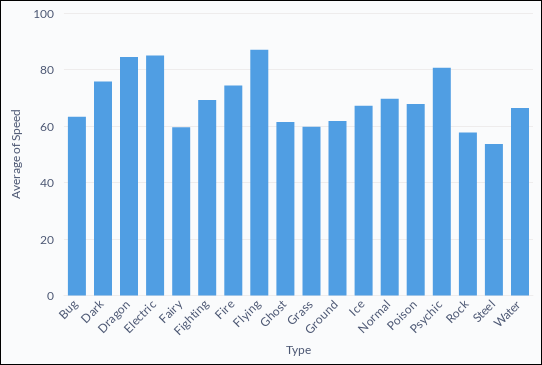 100
80
60
40
20
0
Average of Speed
Bug
Dark
Dragon
Electric
Fairy
Fighting
Fire
Flying
Ghost
Grass
Ground
Ice
Normal
Poison
Psychic
Rock
Steel
Water
Type